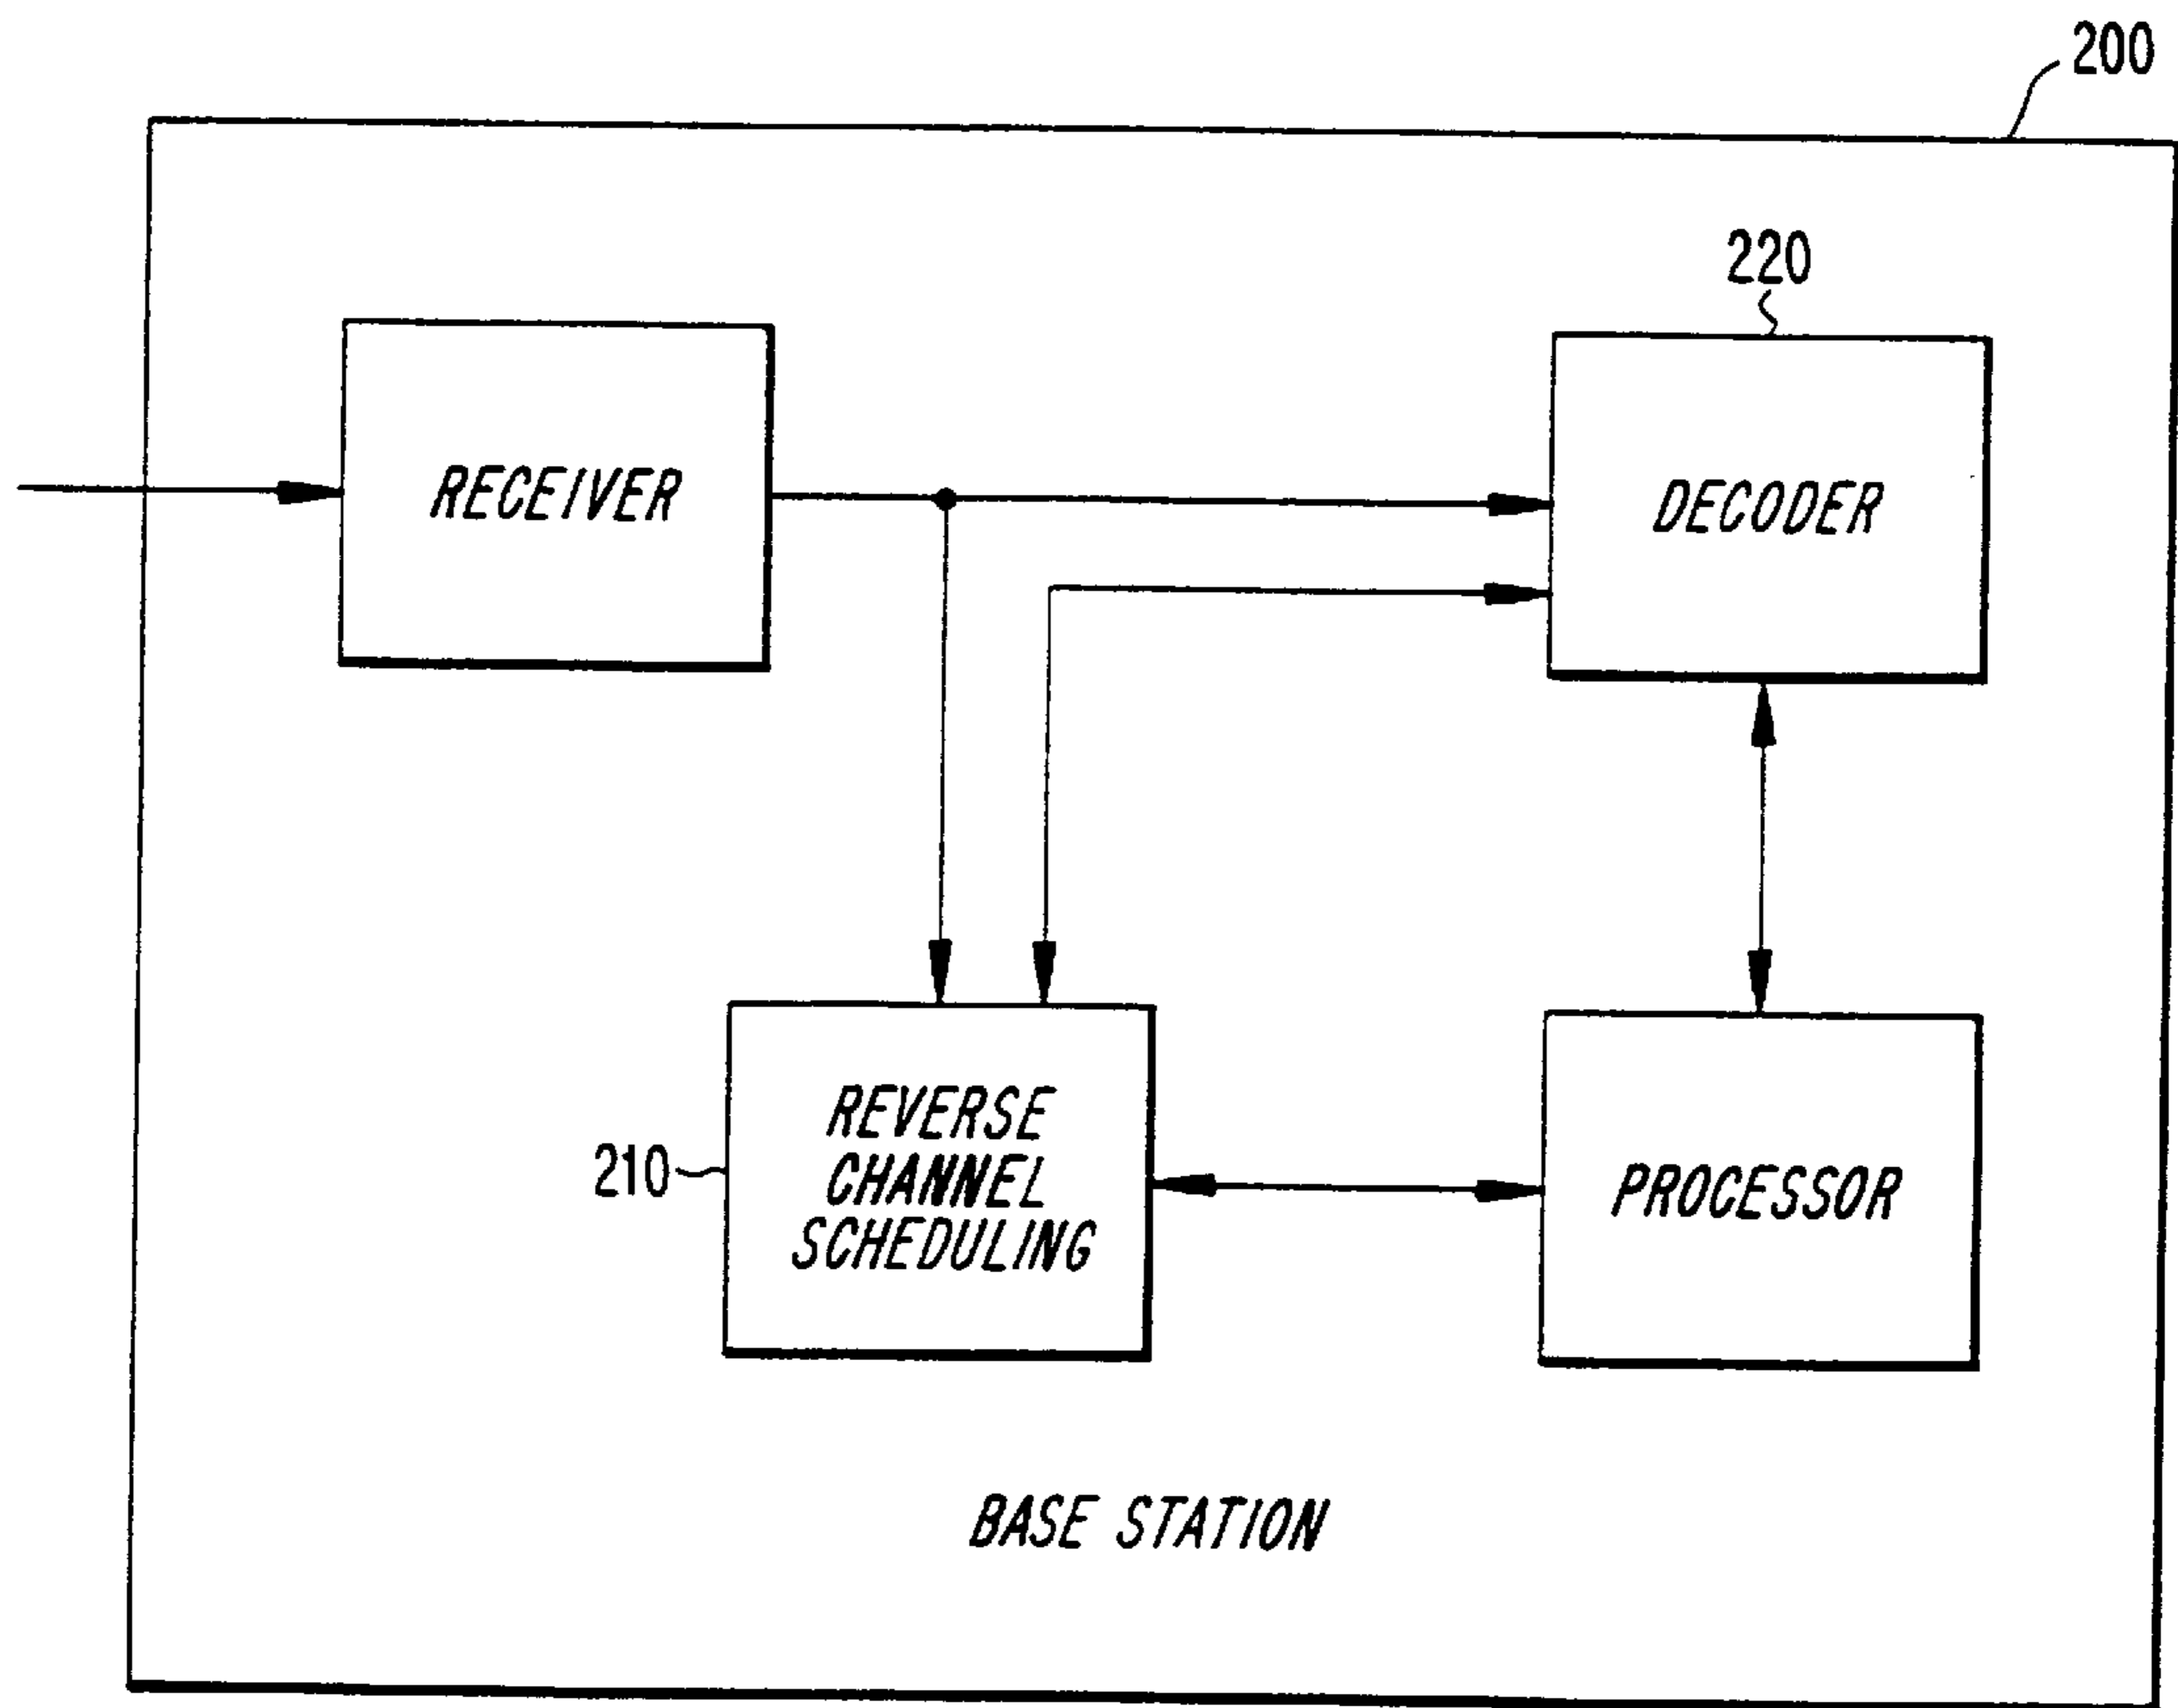 200
220
RECEIVER
DECODER
REVERSE
CHANNEL
SCHEDULING
210
PROCESSOR
BASE STATION